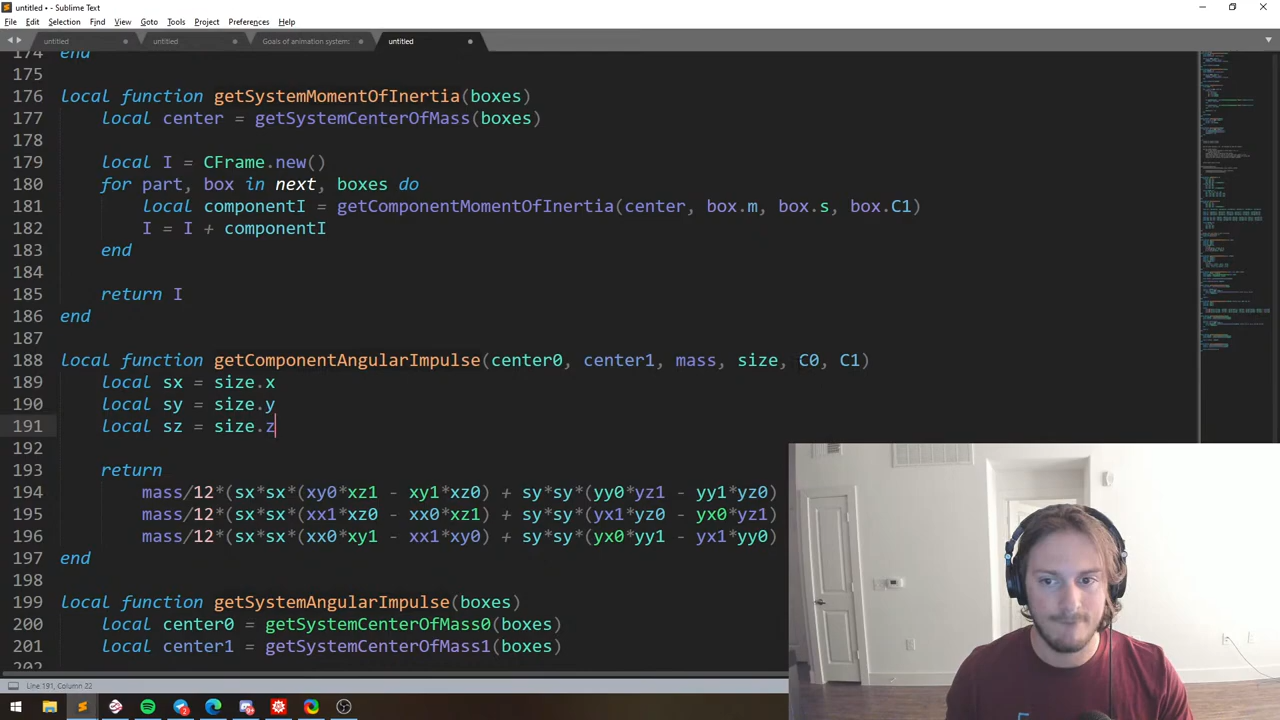 untitled • - Sublime Text
File Edit Selection Find View Goto Tools Project Preferences Help
untitled untitled Goals of animation system: untitled
174 end
175
176 local function getSystemMomentOfInertia(boxes)
177 local center = getSystemCenterOfMass(boxes)
178
179 local I = CFrame.new()
180 for part, box in next, boxes do
181 local componentI = getComponentMomentOfInertia(center, box.m, box.s, box.C1)
182 I = I + componentI
183 end
184
185 return I
186 end
187
188 local function getComponentAngularImpulse(center0, center1, mass, size, C0, C1)
189 local sx = size.x
190 local sy = size.y
191 local sz = size.z
192
193 return
194 mass/12*(sx*sx*(xy0*xz1 - xy1*xz0) + sy*sy*(yy0*yz1 - yy1*yz0)
195 mass/12*(sx*sx*(xx1*xz0 - xx0*xz1) + sy*sy*(yx1*yz0 - yx0*yz1)
196 mass/12*(sx*sx*(xx0*xy1 - xx1*xy0) + sy*sy*(yx0*yy1 - yx1*yy0)
197 end
198
199 local function getSystemAngularImpulse(boxes)
200 local center0 = getSystemCenterOfMass0(boxes)
201 local center1 = getSystemCenterOfMass1(boxes)
202
Line 191, Column 22